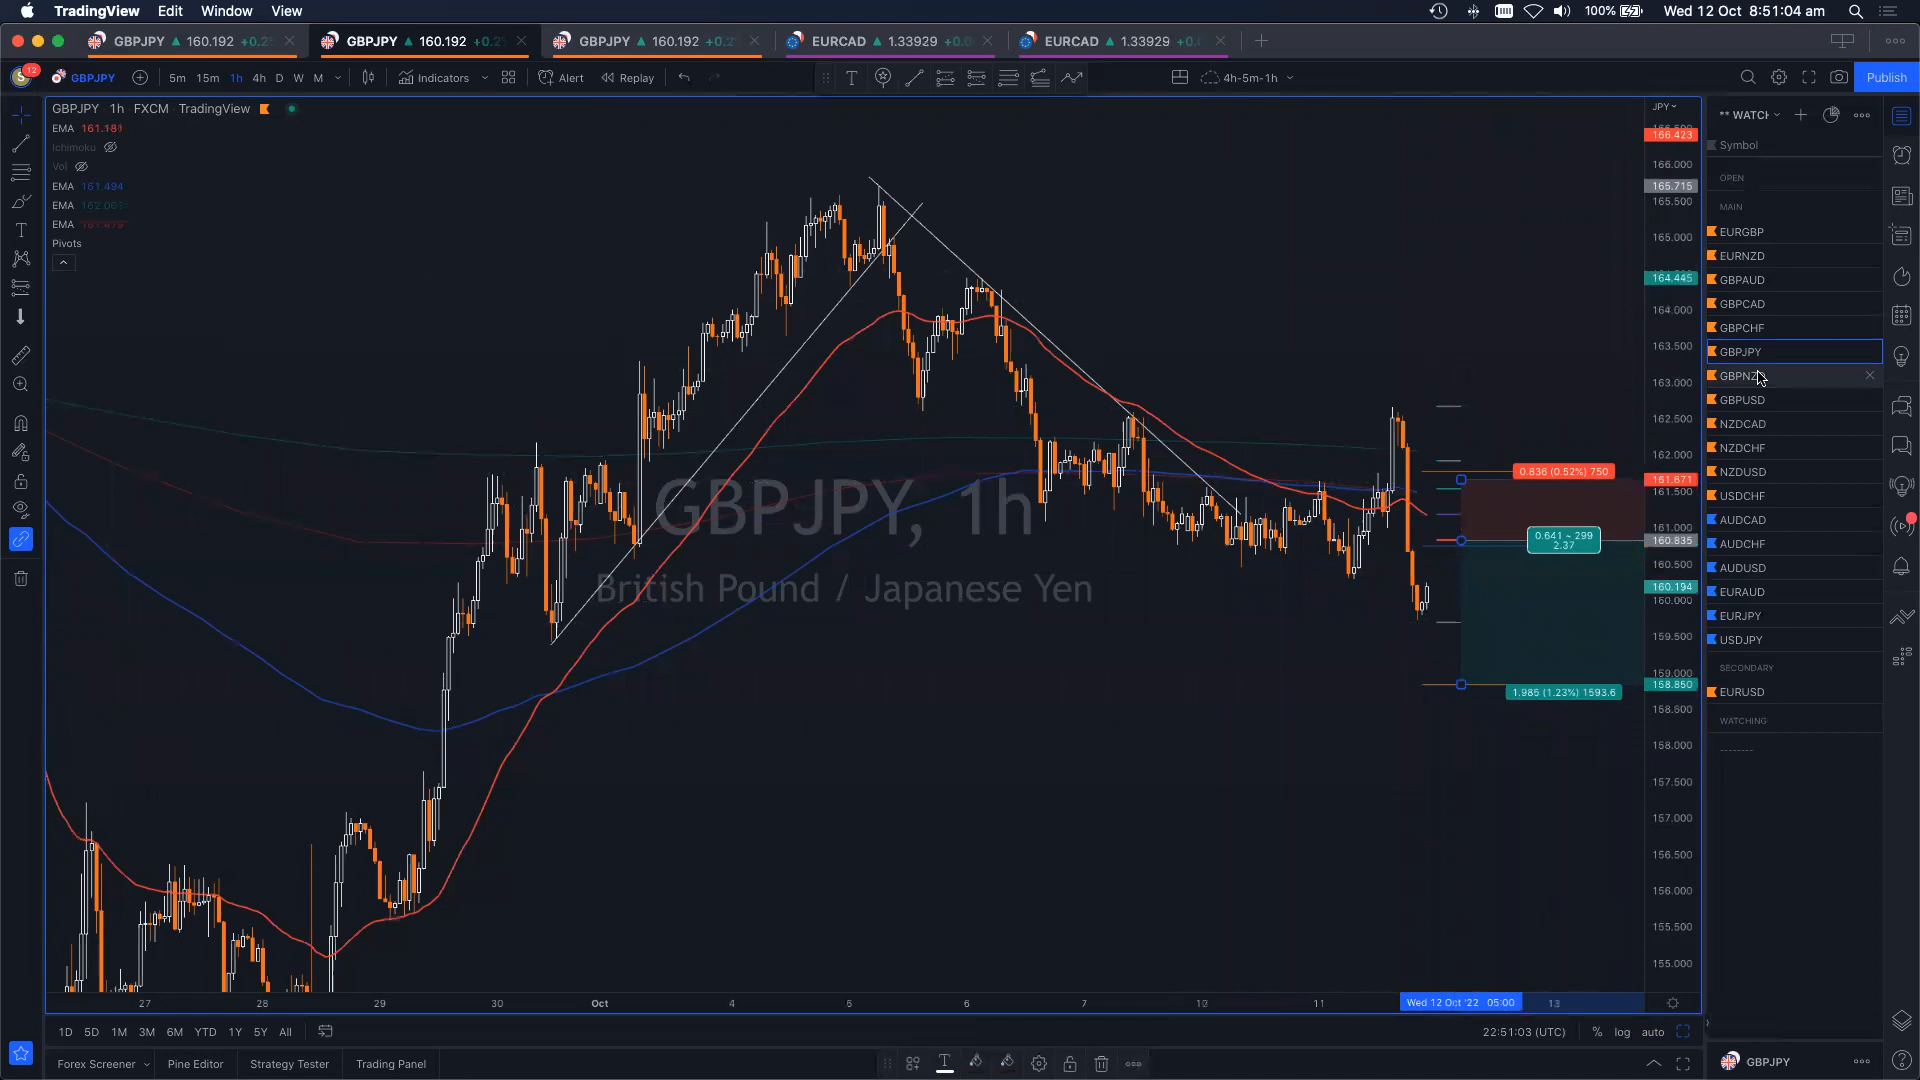 TradingView Edit Window View 100% Wed 12 Oct 8:51:04 am
GBPJPY ▲ 160.192 GBPJPY ▲ 160.192 GBPJPY ▲ 160.192 EURCAD ▲ 1.33929 EURCAD ▲ 1.33929
S 12 GBPJPY 5m 15m 1h 4h D W M Indicators Alert Replay 4h-5m-1h Publish
GBPJPY 1h FXCM TradingView
EMA 161.181
Ichimoku
Vol
EMA 161.494
EMA
EMA
Pivots
GBPJPY, 1h
British Pound / Japanese Yen
0.836 (0.52%) 750
0.641 ~ 299
2.37
1.985 (1.23%) 1593.6
JPY
166.423
166.000
165.715
165.500
165.000
164.445
164.000
163.500
163.000
162.500
162.000
161.671
161.500
161.000
160.835
160.500
160.194
160.000
159.500
159.000
158.850
158.500
158.000
157.500
157.000
156.500
156.000
155.500
155.000
27 28 29 30 Oct 4 5 6 7 10 11 Wed 12 Oct '22 05:00 13
1D 5D 1M 3M 6M YTD 1Y 5Y All 22:51:03 (UTC) % log auto
Forex Screener Pine Editor Strategy Tester Trading Panel
** WATCH
Symbol
OPEN
MAIN
EURGBP
EURNZD
GBPAUD
GBPCAD
GBPCHF
GBPJPY
GBPNZD
GBPUSD
NZDCAD
NZDCHF
NZDUSD
USDCHF
AUDCAD
AUDCHF
AUDUSD
EURAUD
EURJPY
USDJPY
SECONDARY
EURUSD
WATCHING
--------
GBPJPY